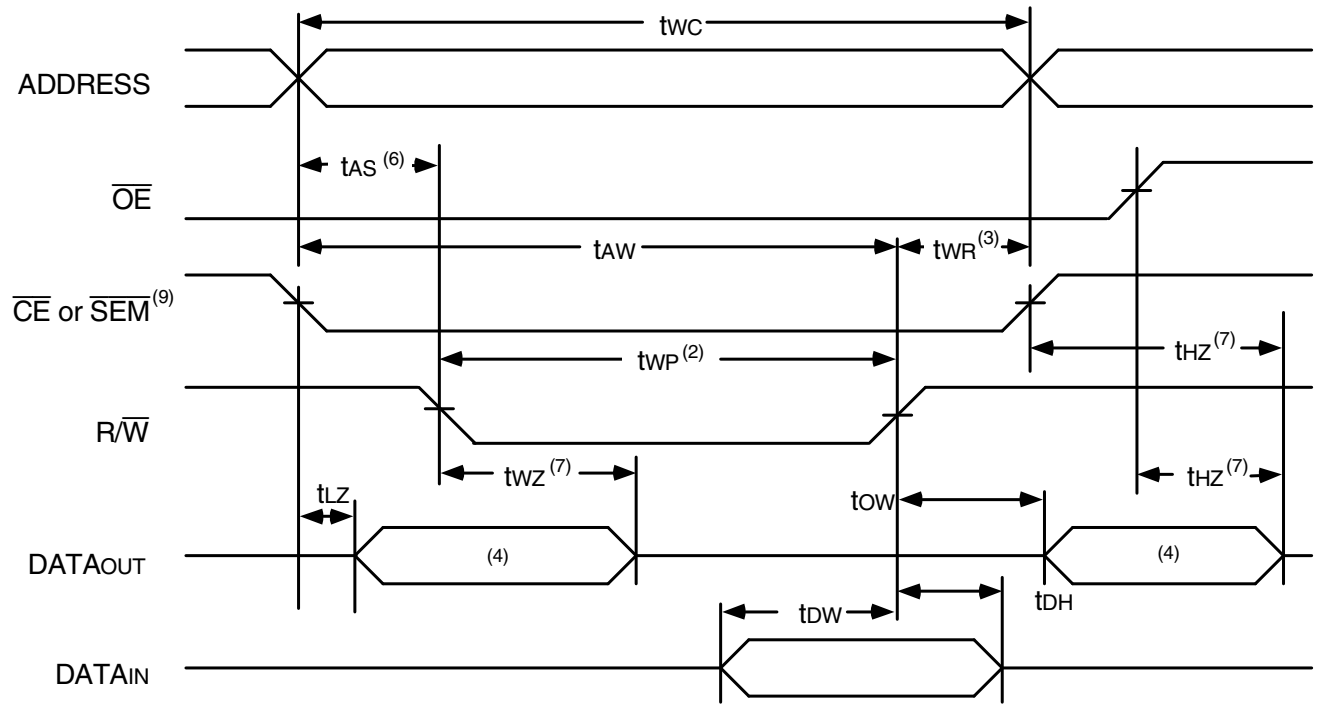 tWC
ADDRESS
tAS (6)
OE
tAW
tWR(3)
CE or SEM(9)
tWP(2)
tHZ(7)
R/W
tWZ(7)
tHZ(7)
tLZ
tOW
DATAOUT
(4)
(4)
tDW
tDH
DATAIN